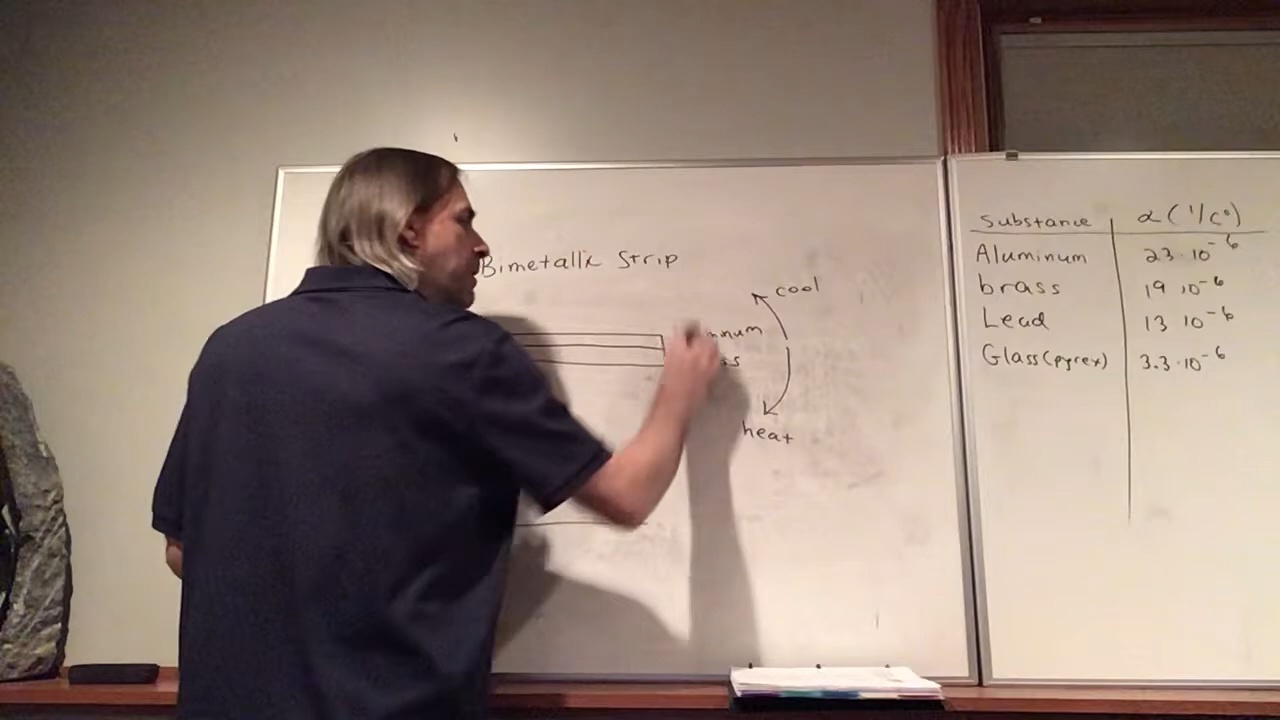 Bimetallic Strip
cool
heat
Substance α (1/C°)
Aluminum 23·10⁻⁶
brass 19·10⁻⁶
Lead 13 10⁻⁶
Glass(pyrex) 3.3·10⁻⁶